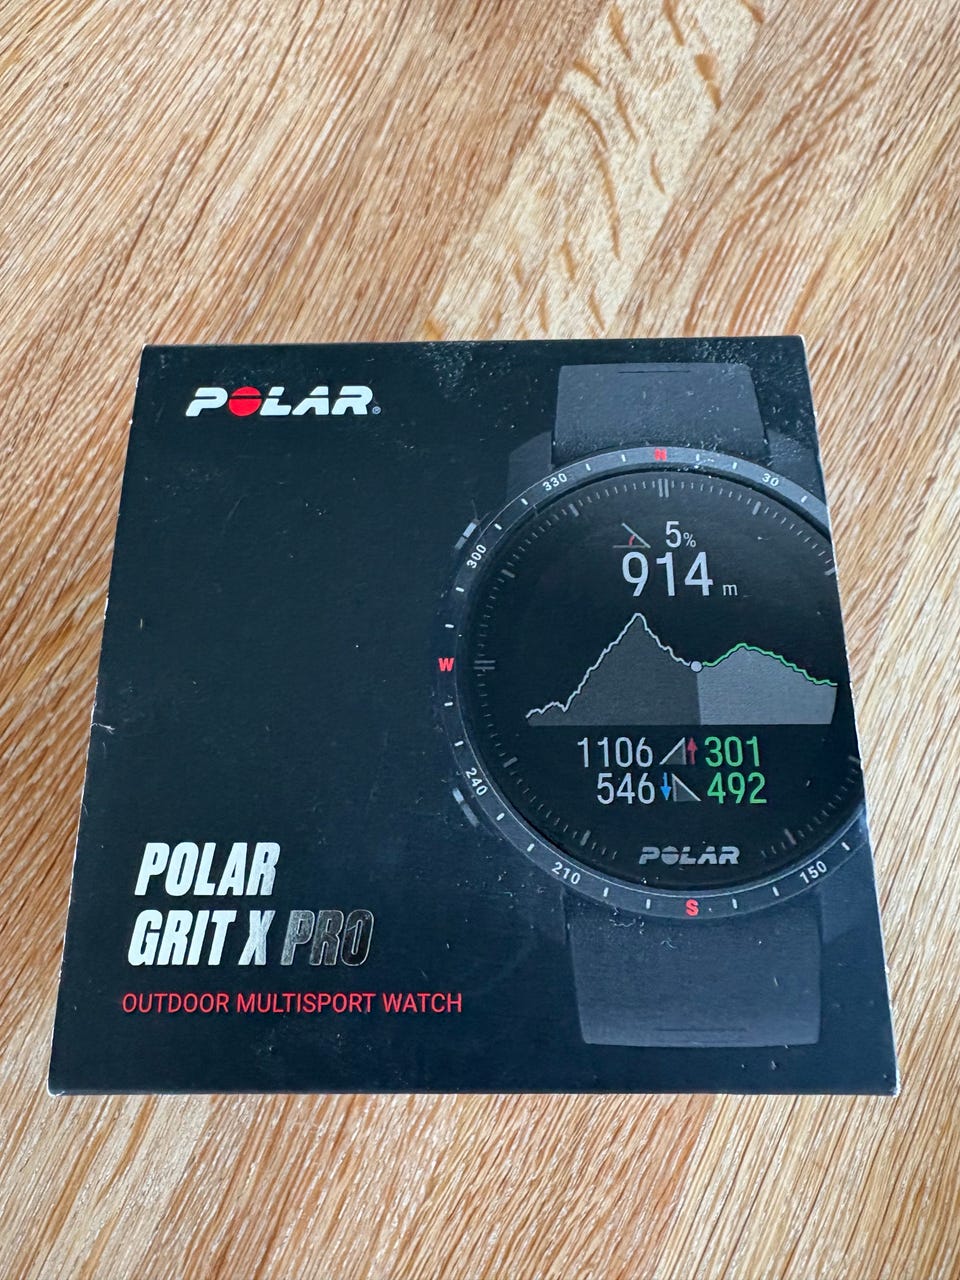 POLAR®
N
330
30
300
5%
914 m
W
1106 301
546 492
240
POLAR
210
150
S
POLAR
GRIT X PRO
OUTDOOR MULTISPORT WATCH